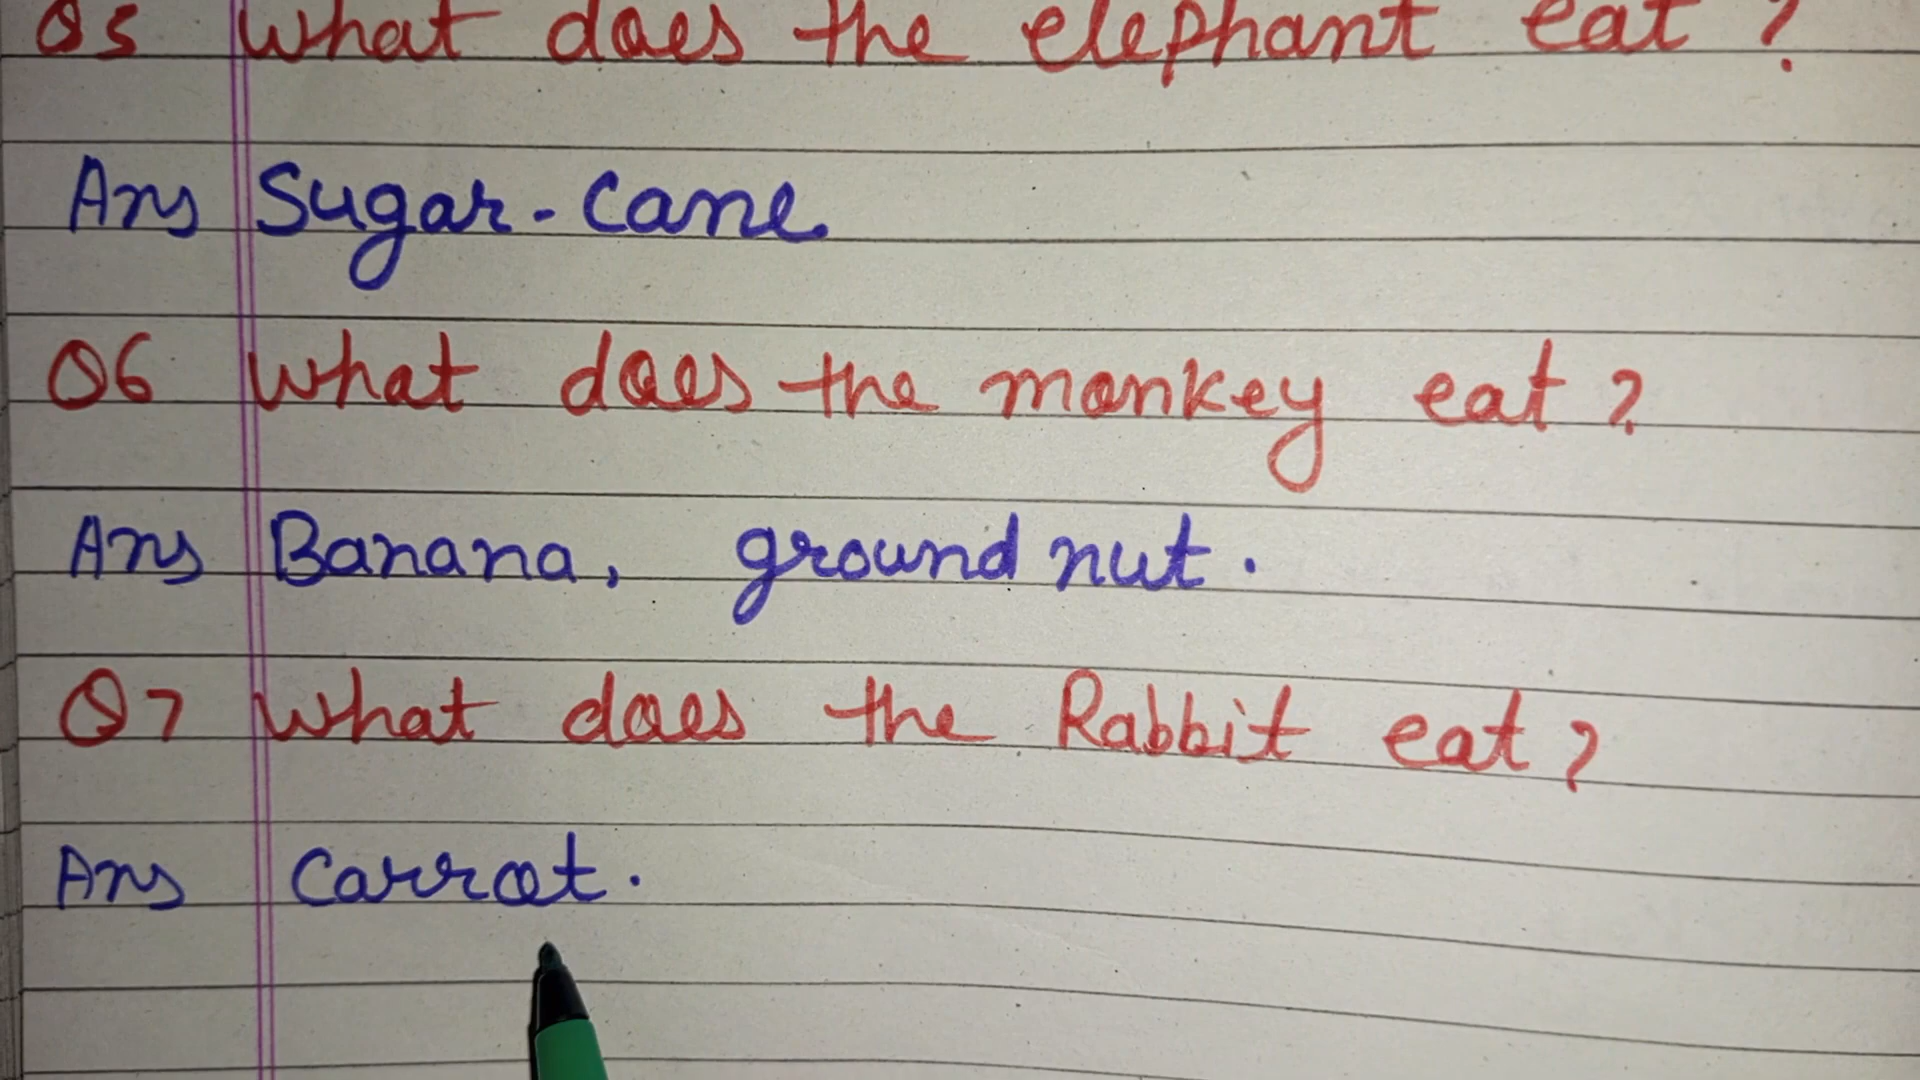 Q5 What does the elephant eat ?
Ans Sugar-Cane
Q6 What does the monkey eat ?
Ans Banana, ground nut.
Q7 What does the Rabbit eat ?
Ans Carrot.